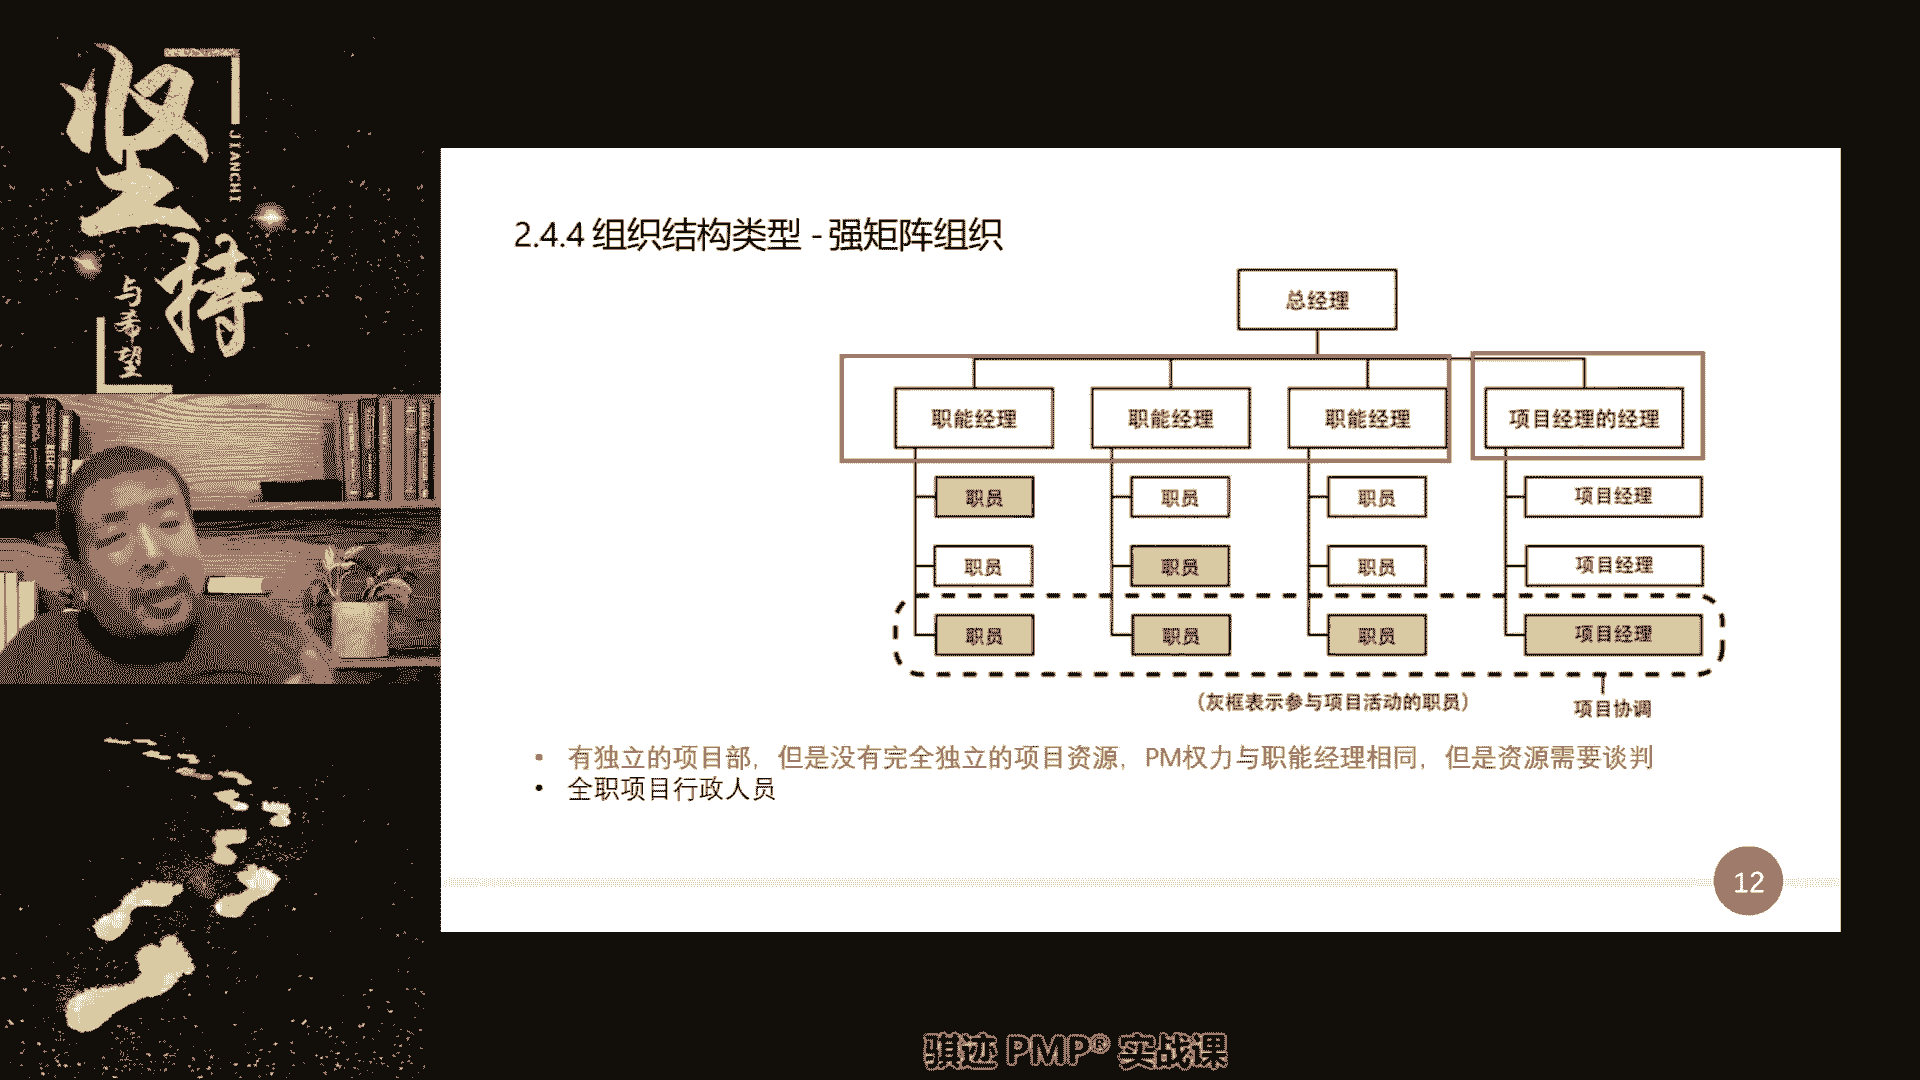 坚持
JIANCHI
与希望
2.4.4 组织结构类型 - 强矩阵组织
总经理
职能经理
职能经理
职能经理
项目经理的经理
职员
职员
职员
项目经理
职员
职员
职员
项目经理
职员
职员
职员
项目经理
（灰框表示参与项目活动的职员）
项目协调
• 有独立的项目部，但是没有完全独立的项目资源，PM权力与职能经理相同，但是资源需要谈判
• 全职项目行政人员
12
骐迹 PMP® 实战课